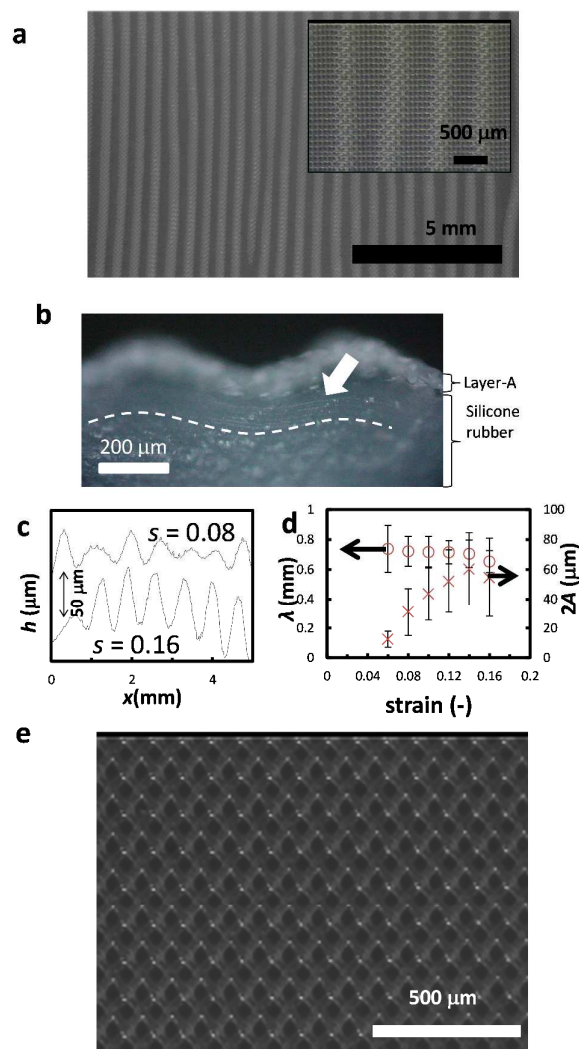 a
500 µm
5 mm
b
Layer-A
Silicone
rubber
200 µm
c
s = 0.08
50 µm
s = 0.16
h (µm)
0 2 4
x(mm)
d
1 100
0.8 80
0.6 60
0.4 40
0.2 20
0 0
λ (mm)
2A (µm)
0 0.04 0.08 0.12 0.16 0.2
strain (-)
e
500 µm